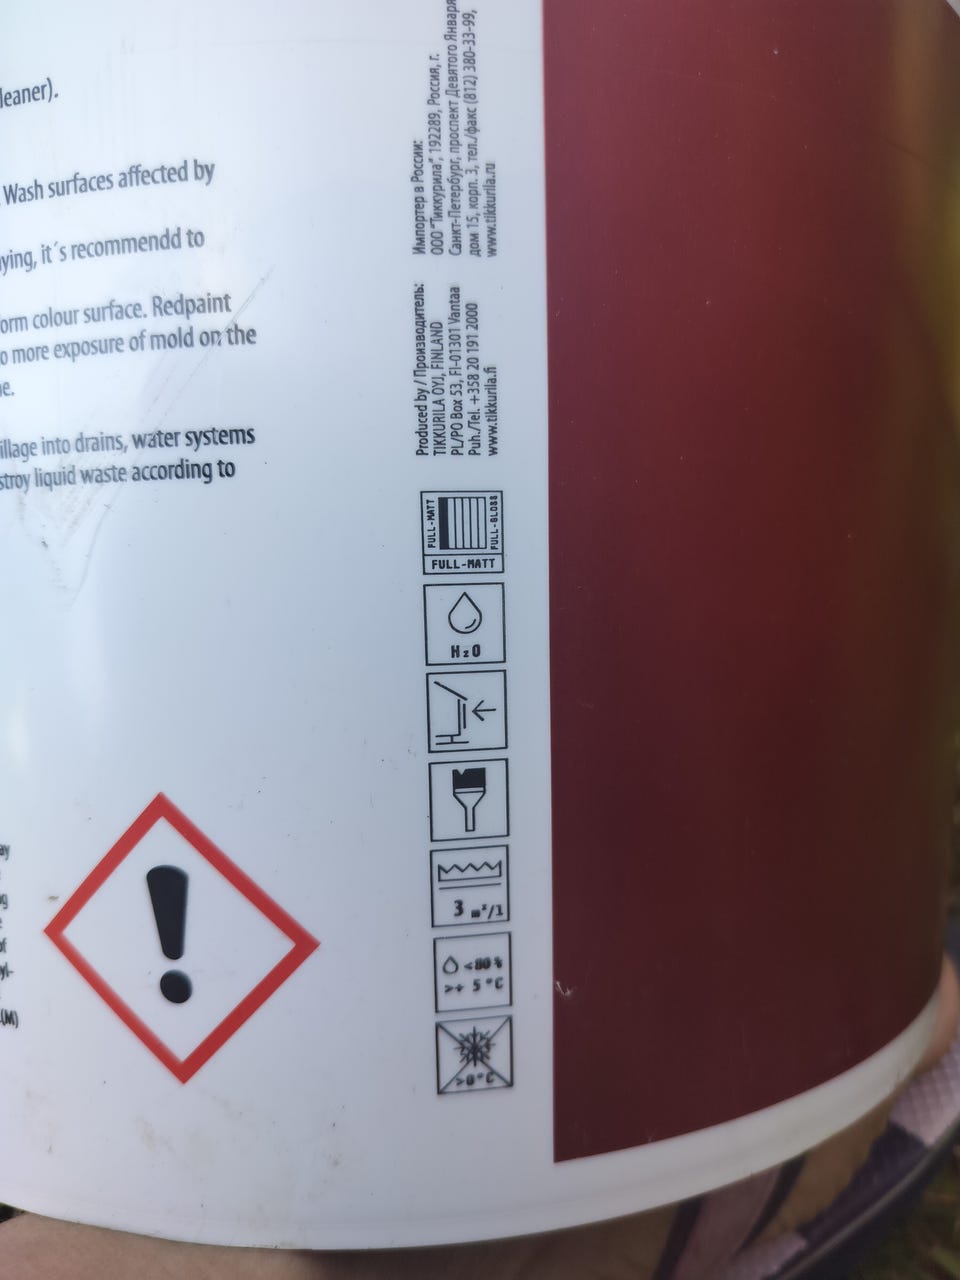 leaner).
Wash surfaces affected by
ying, it´s recommendd to
orm colour surface. Redpaint
o more exposure of mold on the
e.
illage into drains, water systems
stroy liquid waste according to
ay
g
of
yl-
(M)
Импортер в России:
ООО "Тиккурила", 192289, Россия, г.
Санкт-Петербург, проспект Девятого Января
дом 15, корп. 3, тел./факс (812) 380-33-99,
www.tikkurila.ru
Produced by / Производитель:
TIKKURILA OYJ, FINLAND
PL/PO Box 53, FI-01301 Vantaa
Puh./Tel. +358 20 191 2000
www.tikkurila.fi
FULL-MATT
FULL-GLOSS
FULL-MATT
H₂O
3 m²/l
<80%
>+ 5°C
>0°C